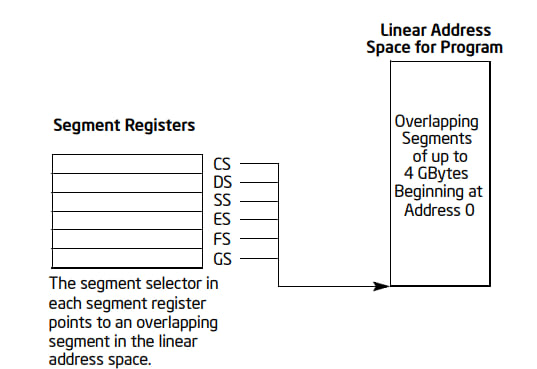 Linear Address
Space for Program
Overlapping
Segments
of up to
4 GBytes
Beginning at
Address 0
Segment Registers
CS
DS
SS
ES
FS
GS
The segment selector in
each segment register
points to an overlapping
segment in the linear
address space.